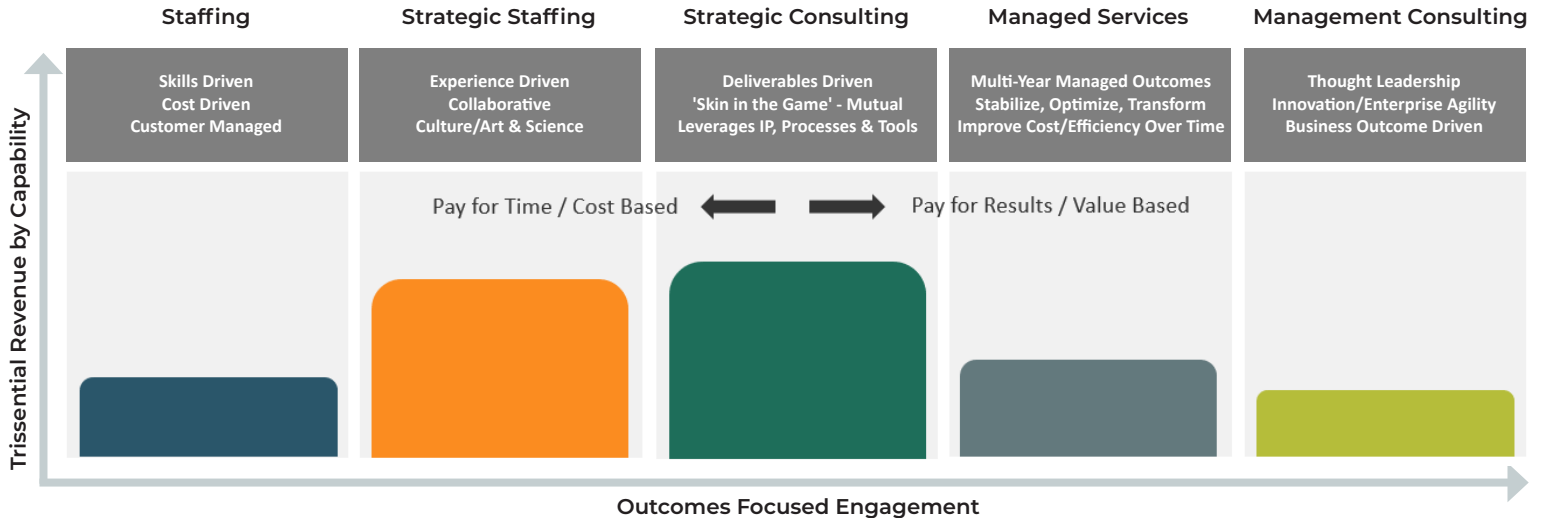 Staffing
Strategic Staffing
Strategic Consulting
Managed Services
Management Consulting
Skills Driven
Cost Driven
Customer Managed
Experience Driven
Collaborative
Culture/Art & Science
Deliverables Driven
'Skin in the Game' - Mutual
Leverages IP, Processes & Tools
Multi-Year Managed Outcomes
Stabilize, Optimize, Transform
Improve Cost/Efficiency Over Time
Thought Leadership
Innovation/Enterprise Agility
Business Outcome Driven
Pay for Time / Cost Based
Pay for Results / Value Based
Trissential Revenue by Capability
Outcomes Focused Engagement